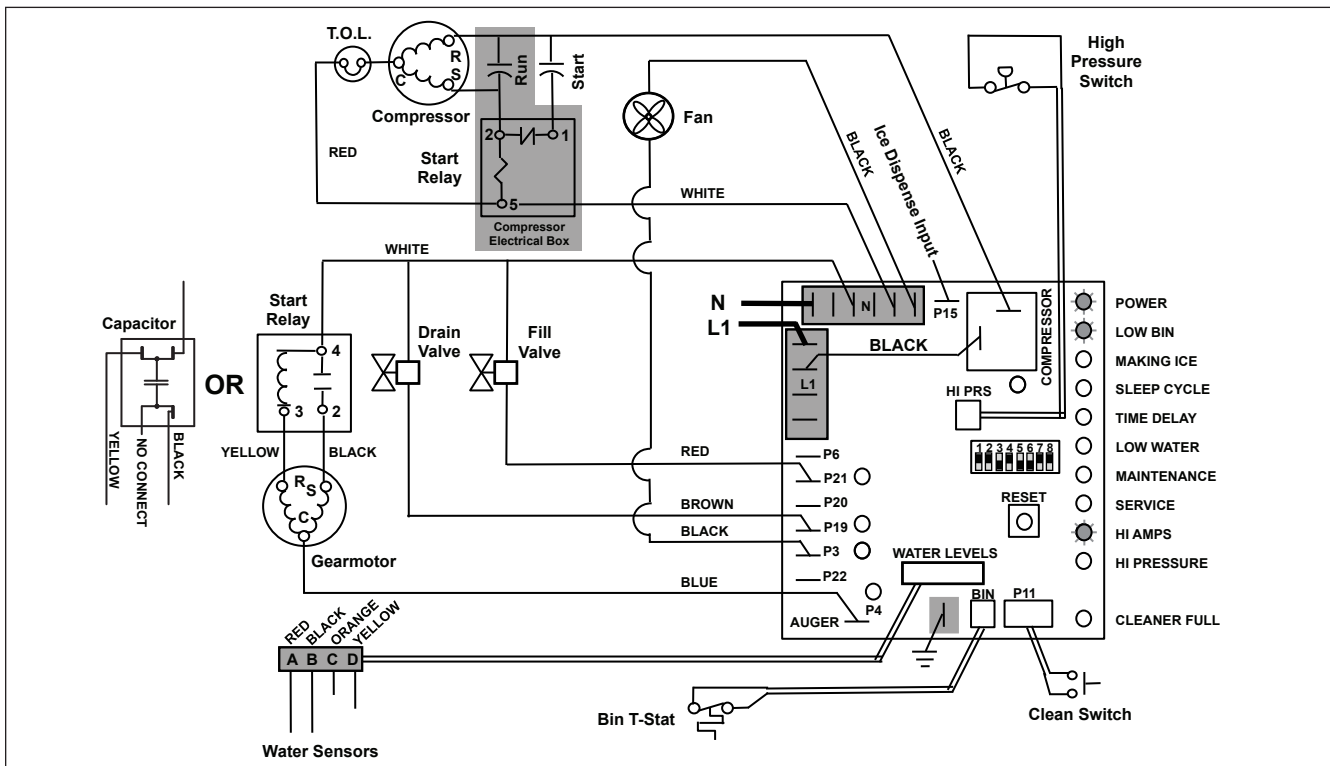 T.O.L.
R
S
C
Compressor
Run
Start
2
1
5
Start
Relay
Compressor
Electrical Box
RED
Fan
WHITE
BLACK
Ice Dispense Input
BLACK
High
Pressure
Switch
WHITE
Capacitor
YELLOW
NO CONNECT
BLACK
OR
Start
Relay
4
3
2
YELLOW
BLACK
R
S
C
Gearmotor
Drain
Valve
Fill
Valve
N
L1
N
P15
BLACK
L1
COMPRESSOR
HI PRS
1 2 3 4 5 6 7 8
RESET
RED
BROWN
BLACK
BLUE
P6
P21
P20
P19
P3
P22
P4
AUGER
WATER LEVELS
BIN
P11
POWER
LOW BIN
MAKING ICE
SLEEP CYCLE
TIME DELAY
LOW WATER
MAINTENANCE
SERVICE
HI AMPS
HI PRESSURE
CLEANER FULL
RED
BLACK
ORANGE
YELLOW
A B C D
Water Sensors
Bin T-Stat
Clean Switch